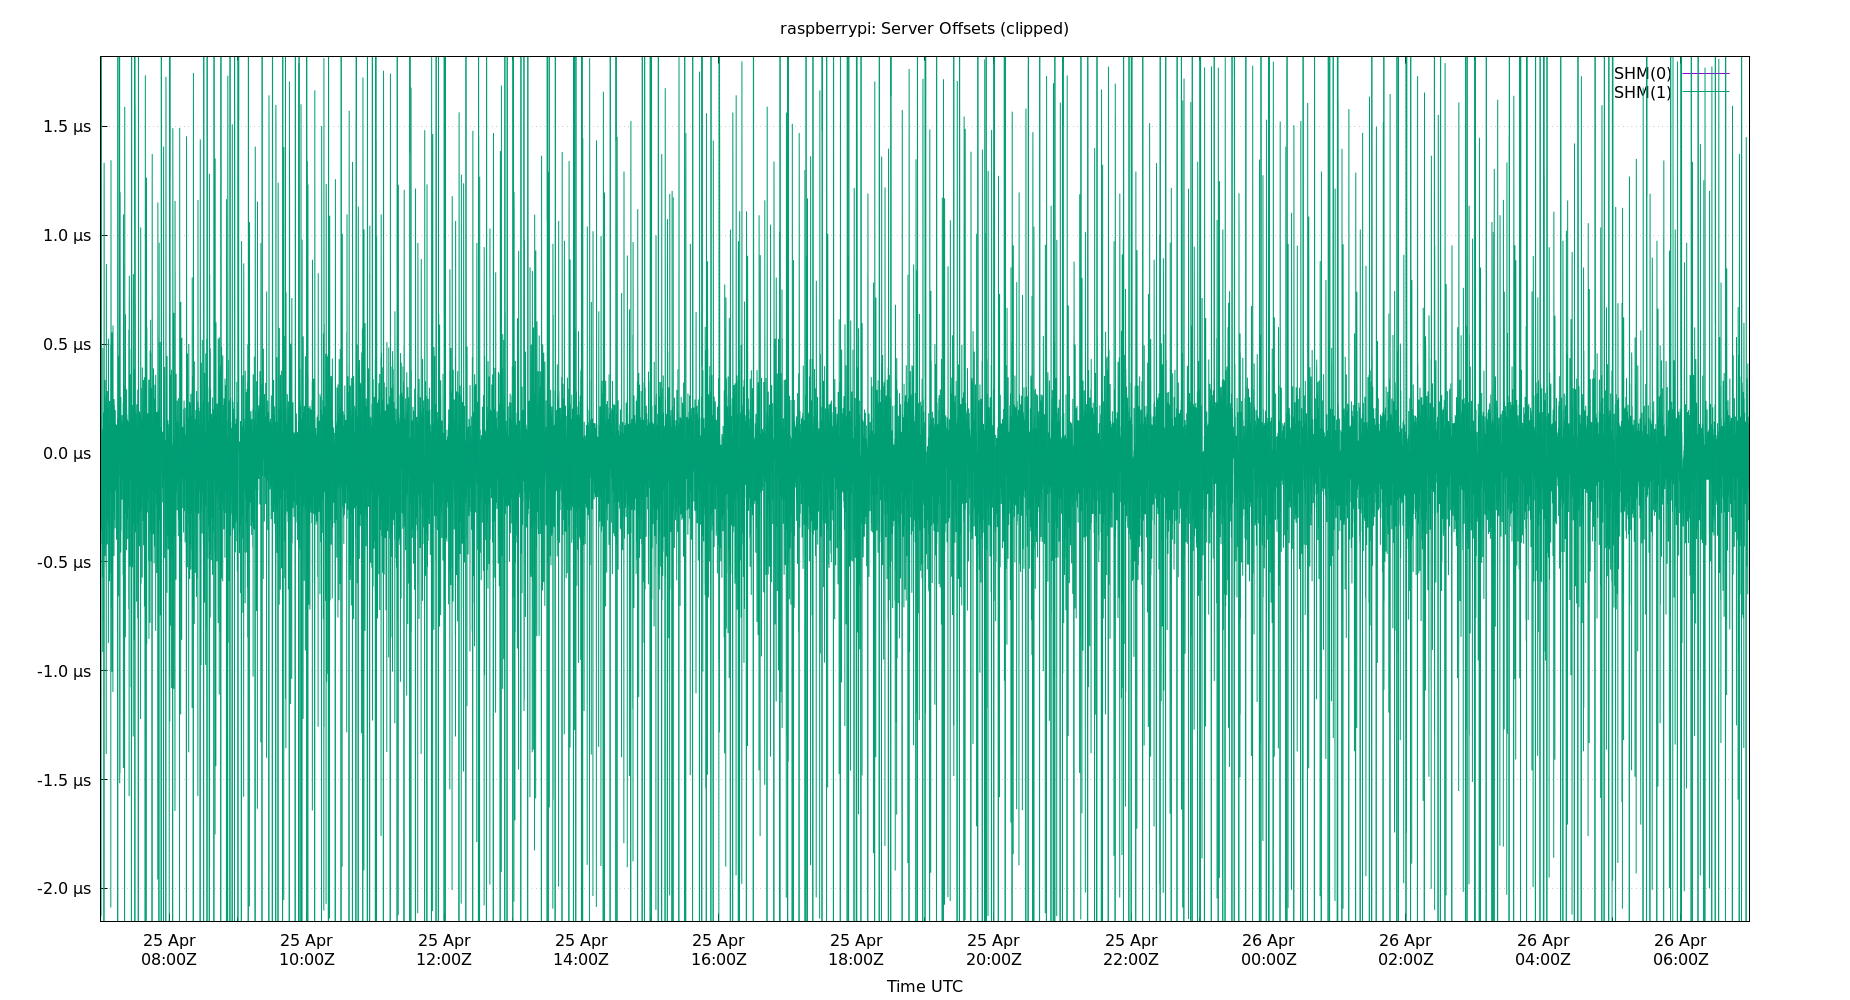 raspberrypi: Server Offsets (clipped)
SHM(0)
SHM(1)
1.5 µs
1.0 µs
0.5 µs
0.0 µs
-0.5 µs
-1.0 µs
-1.5 µs
-2.0 µs
25 Apr 25 Apr 25 Apr 25 Apr 25 Apr 25 Apr 25 Apr 25 Apr 26 Apr 26 Apr 26 Apr 26 Apr
08:00Z 10:00Z 12:00Z 14:00Z 16:00Z 18:00Z 20:00Z 22:00Z 00:00Z 02:00Z 04:00Z 06:00Z
Time UTC